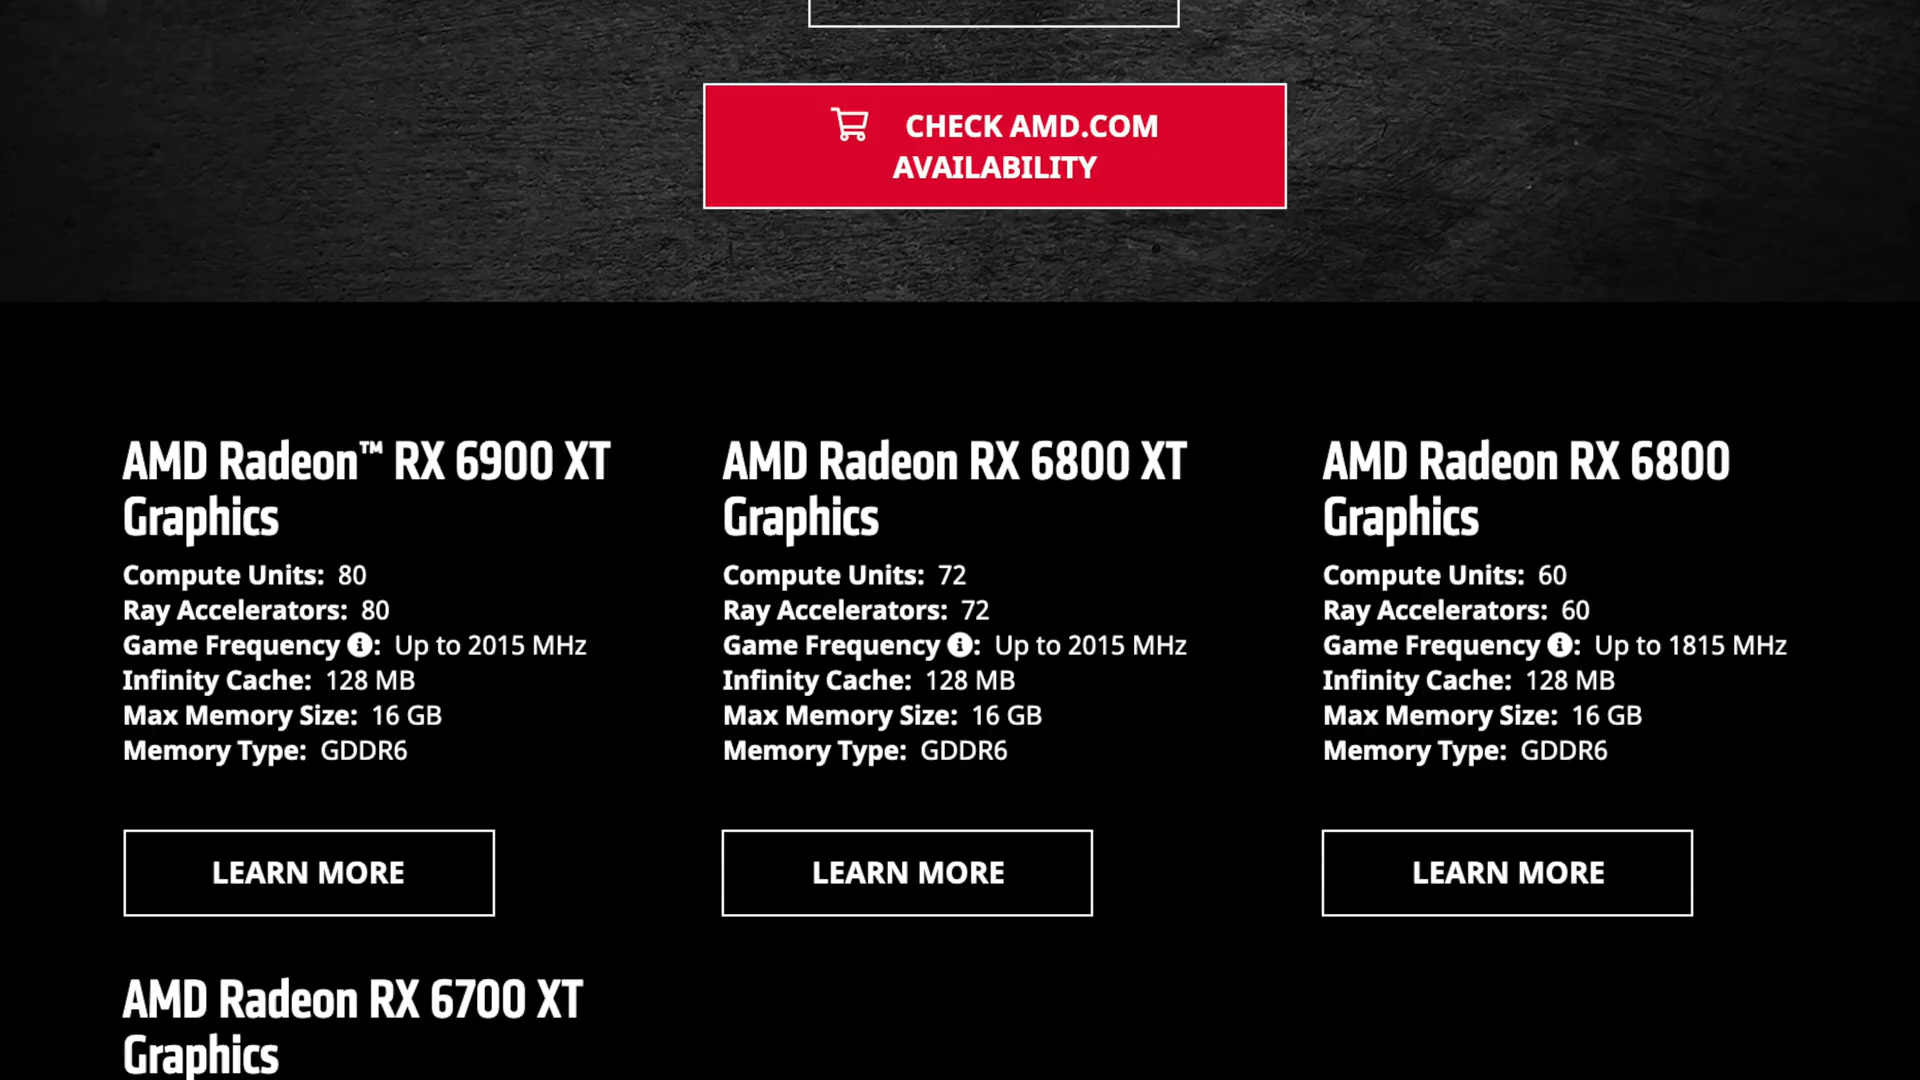 CHECK AMD.COM
AVAILABILITY
AMD Radeon™ RX 6900 XT
Graphics
Compute Units: 80
Ray Accelerators: 80
Game Frequency : Up to 2015 MHz
Infinity Cache: 128 MB
Max Memory Size: 16 GB
Memory Type: GDDR6
LEARN MORE
AMD Radeon RX 6800 XT
Graphics
Compute Units: 72
Ray Accelerators: 72
Game Frequency : Up to 2015 MHz
Infinity Cache: 128 MB
Max Memory Size: 16 GB
Memory Type: GDDR6
LEARN MORE
AMD Radeon RX 6800
Graphics
Compute Units: 60
Ray Accelerators: 60
Game Frequency : Up to 1815 MHz
Infinity Cache: 128 MB
Max Memory Size: 16 GB
Memory Type: GDDR6
LEARN MORE
AMD Radeon RX 6700 XT
Graphics